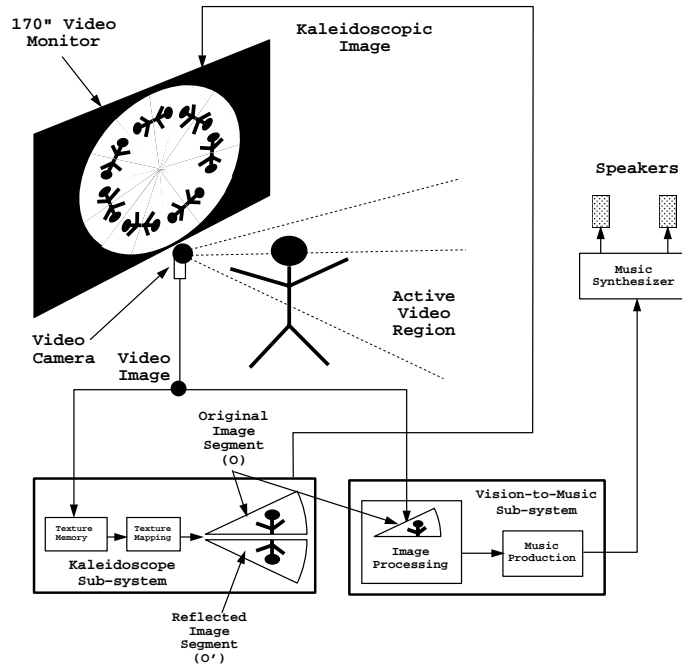 170" Video
Monitor
Kaleidoscopic
Image
Speakers
Music
Synthesizer
Active
Video
Region
Video
Camera
Video
Image
Original
Image
Segment
(O)
Vision-to-Music
Sub-system
Texture
Memory
Texture
Mapping
Image
Processing
Music
Production
Kaleidoscope
Sub-system
Reflected
Image
Segment
(O')